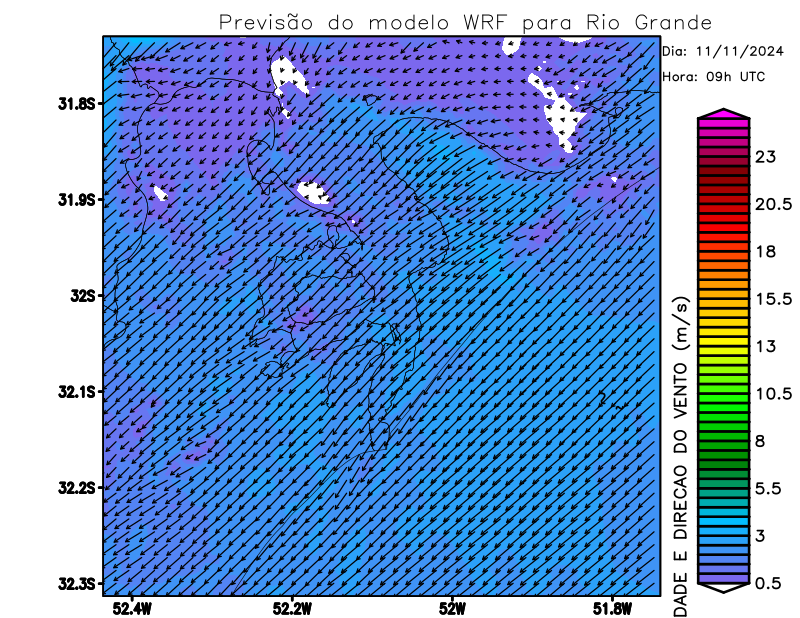 Previsão do modelo WRF para Rio Grande
Dia: 11/11/2024
Hora: 09h UTC
31.8S
31.9S
32S
32.1S
32.2S
32.3S
52.4W
52.2W
52W
51.8W
DADE E DIRECAO DO VENTO (m/s)
23
20.5
18
15.5
13
10.5
8
5.5
3
0.5